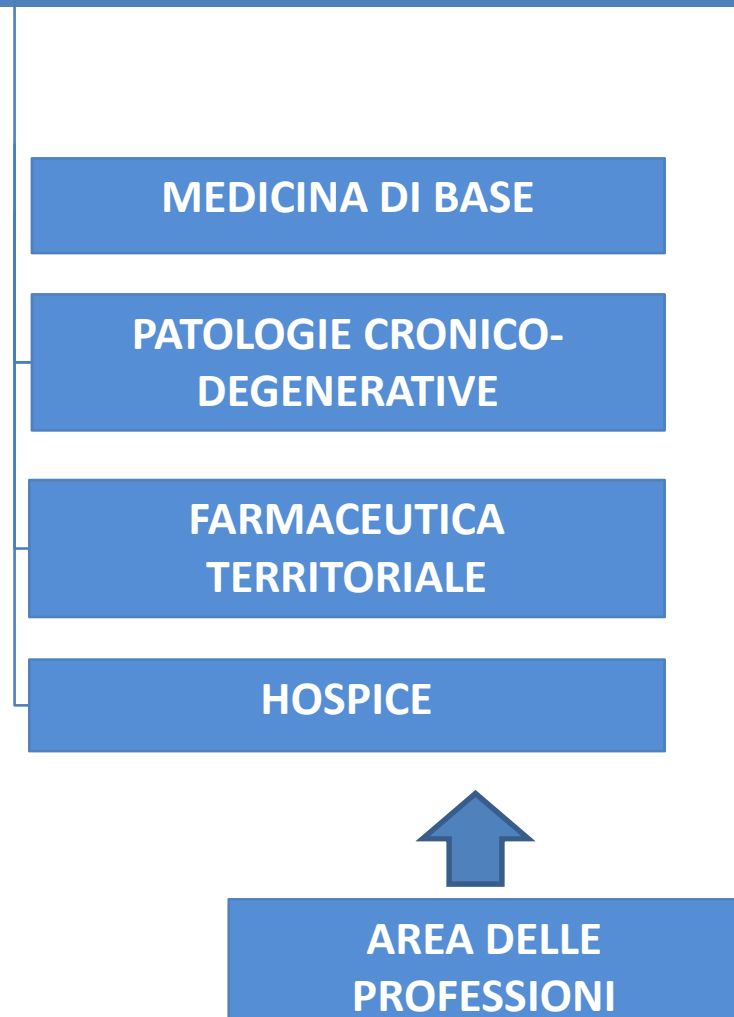 MEDICINA DI BASE
PATOLOGIE CRONICO-
DEGENERATIVE
FARMACEUTICA
TERRITORIALE
HOSPICE
AREA DELLE
PROFESSIONI